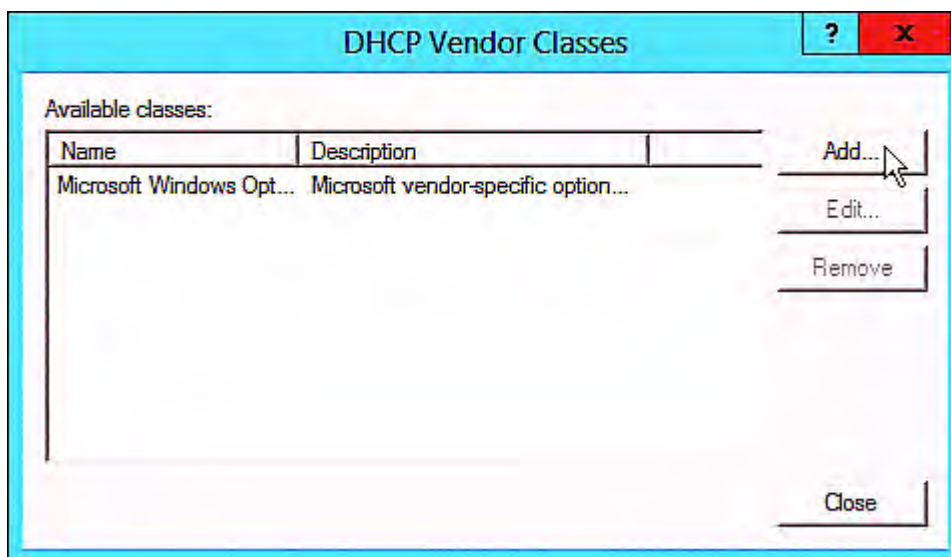 DHCP Vendor Classes
?
x
Available classes:
Name Description
Microsoft Windows Opt... Microsoft vendor-specific option...
Add...
Edit...
Remove
Close